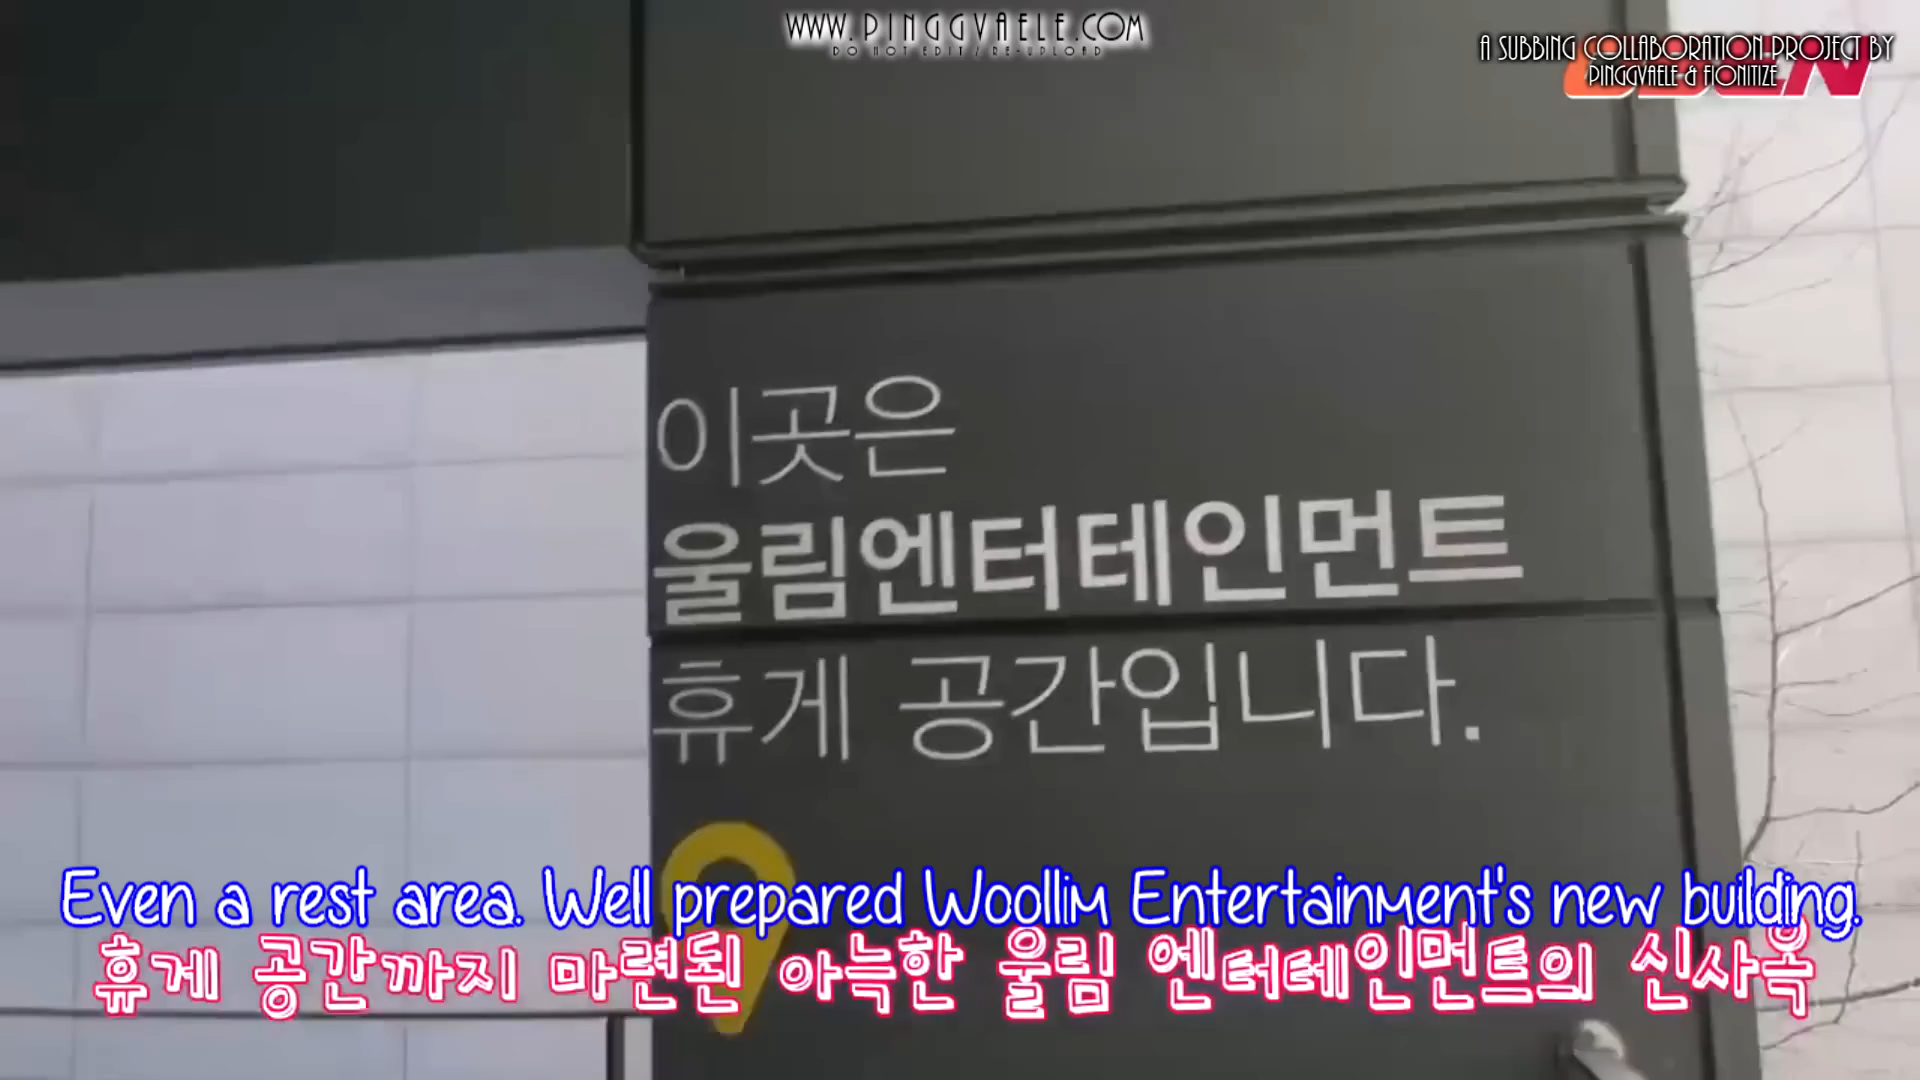 WWW.PINGGVAELE.COM
DO NOT EDIT / RE-UPLOAD
A SUBBING COLLABORATION PROJECT BY
PINGGVAELE & FIONITIZE
이곳은
울림엔터테인먼트
휴게 공간입니다.
Even a rest area. Well prepared Woollim Entertainment's new building.
휴게 공간까지 마련된 아늑한 울림 엔터테인먼트의 신사옥